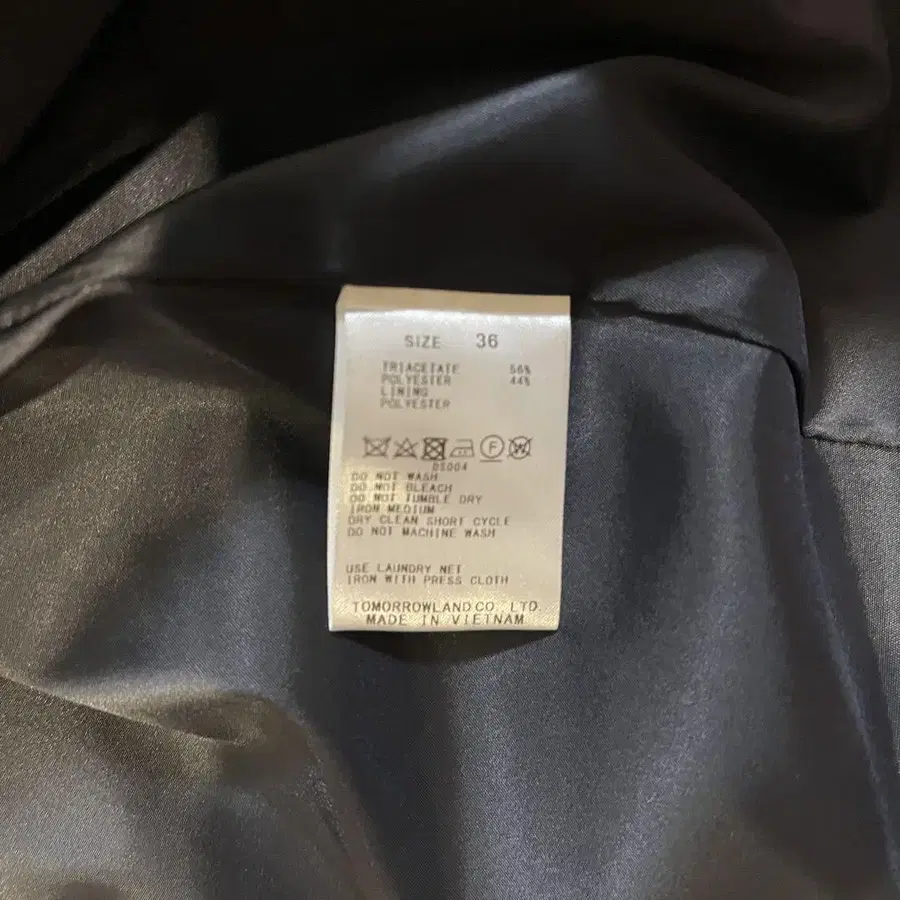 SIZE 36
TRIACETATE 56%
POLYESTER 44%
LINING
POLYESTER
F W
DS004
DO NOT WASH
DO NOT BLEACH
DO NOT TUMBLE DRY
IRON MEDIUM
DRY CLEAN SHORT CYCLE
DO NOT MACHINE WASH
USE LAUNDRY NET
IRON WITH PRESS CLOTH
TOMORROWLAND CO., LTD.
MADE IN VIETNAM